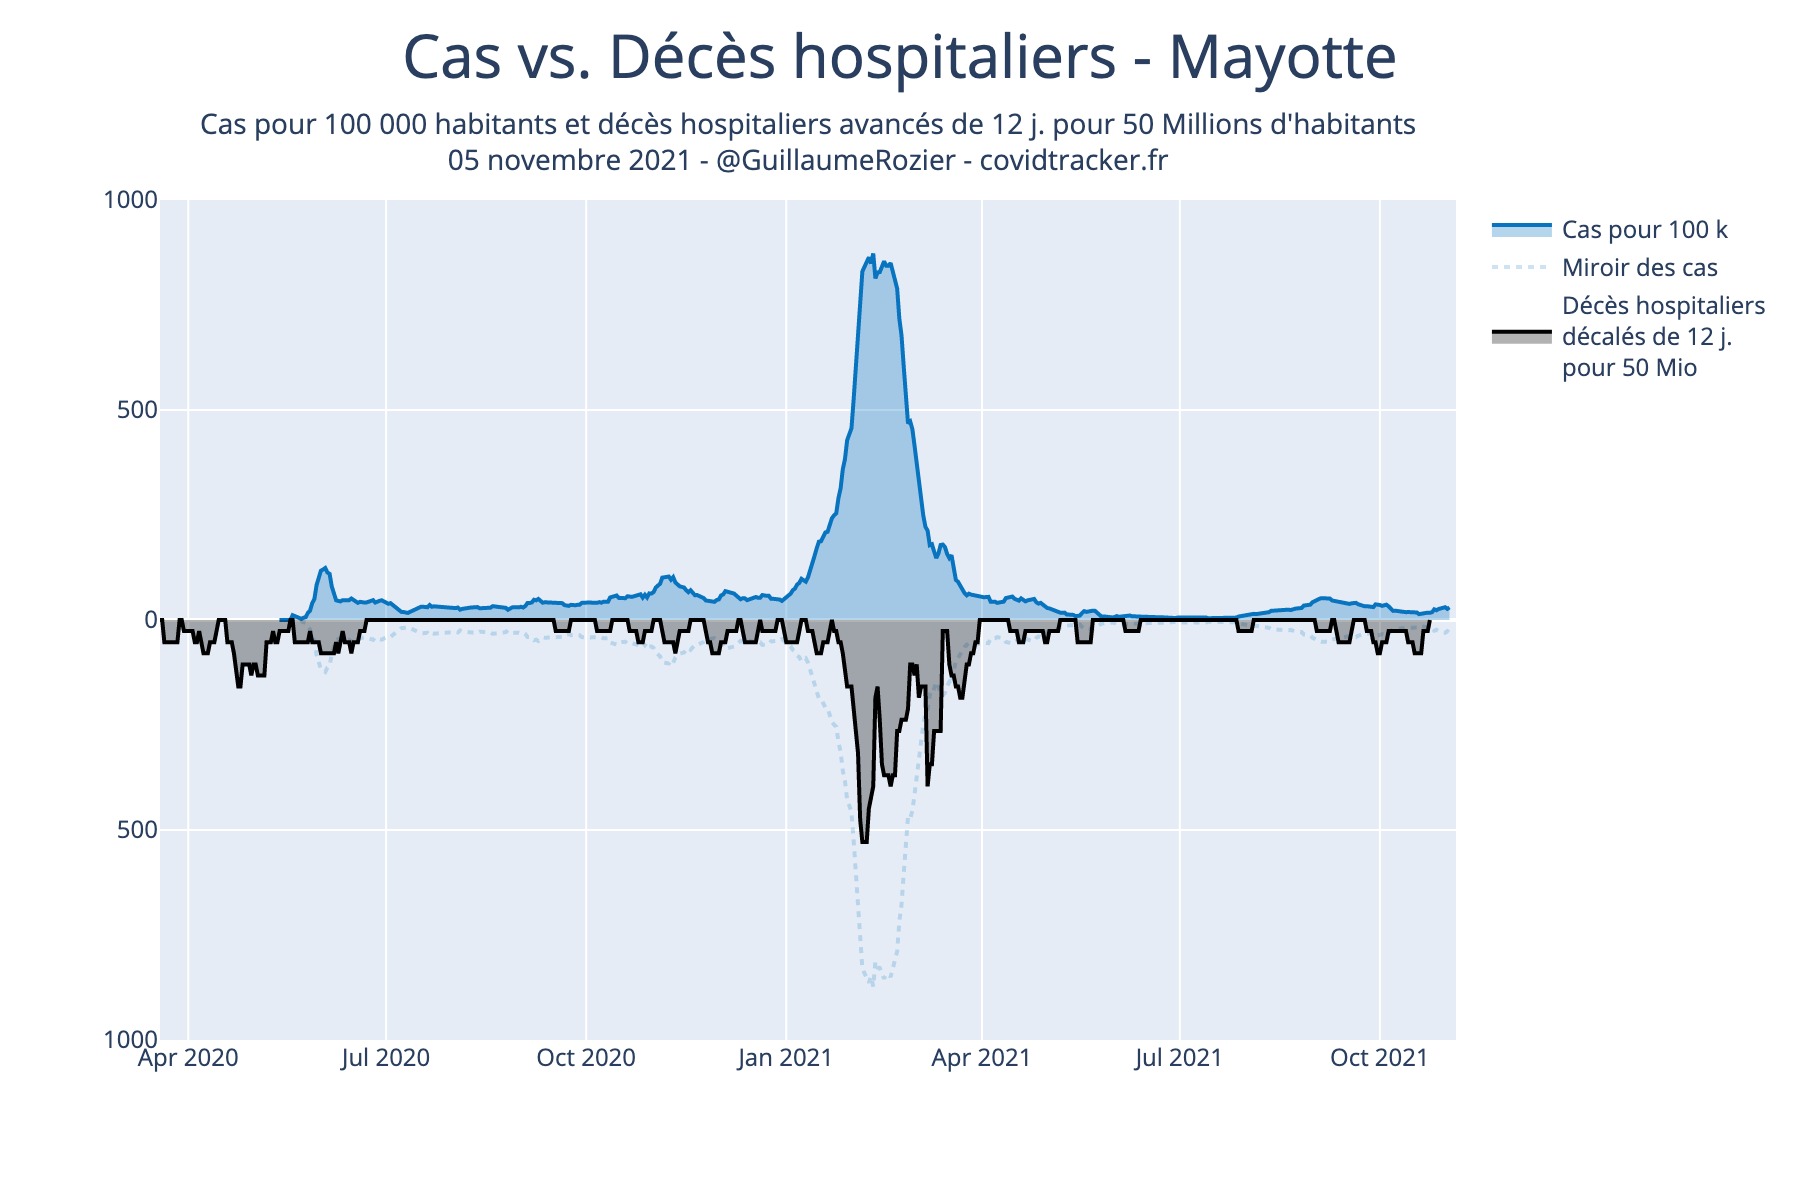 Cas vs. Décès hospitaliers - Mayotte
Cas pour 100 000 habitants et décès hospitaliers avancés de 12 j. pour 50 Millions d'habitants
05 novembre 2021 - @GuillaumeRozier - covidtracker.fr
1000
500
0
500
1000
Apr 2020
Jul 2020
Oct 2020
Jan 2021
Apr 2021
Jul 2021
Oct 2021
Cas pour 100 k
Miroir des cas
Décès hospitaliers
décalés de 12 j.
pour 50 Mio